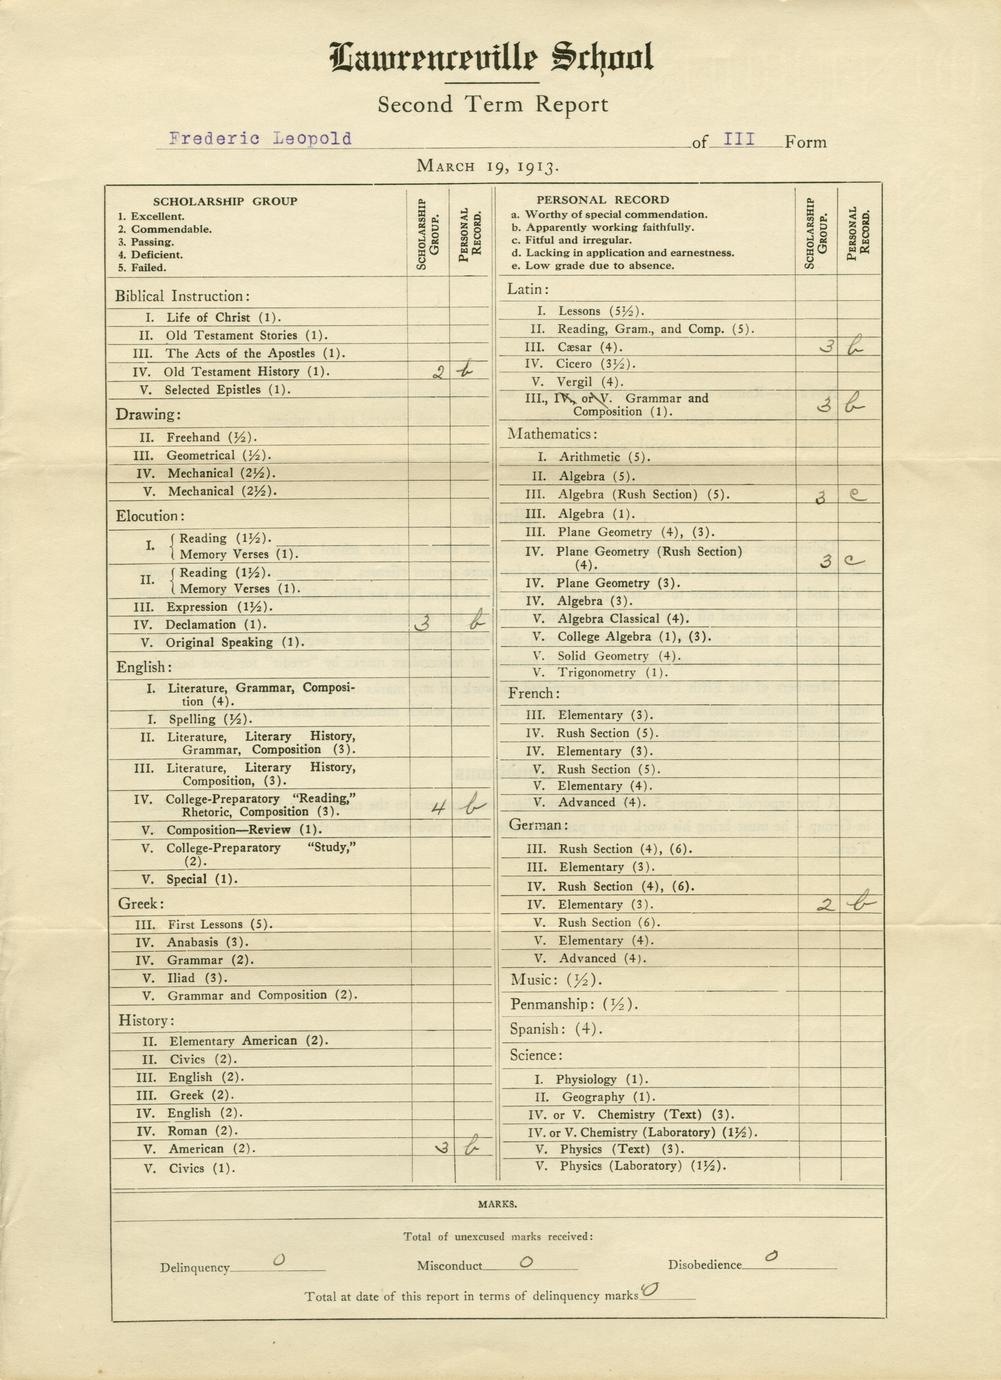 Lawrenceville School
Second Term Report
Frederic Leopold of III Form
March 19, 1913.
SCHOLARSHIP GROUP
1. Excellent.
2. Commendable.
3. Passing.
4. Deficient.
5. Failed.
Scholarship Group.
Personal Record.
Biblical Instruction:
I. Life of Christ (1).
II. Old Testament Stories (1).
III. The Acts of the Apostles (1).
IV. Old Testament History (1). 2 b
V. Selected Epistles (1).
Drawing:
II. Freehand (½).
III. Geometrical (½).
IV. Mechanical (2½).
V. Mechanical (2½).
Elocution:
I. { Reading (1½).
Memory Verses (1).
II. { Reading (1½).
Memory Verses (1).
III. Expression (1½).
IV. Declamation (1). 3 b
V. Original Speaking (1).
English:
I. Literature, Grammar, Composi-
tion (4).
I. Spelling (½).
II. Literature, Literary History,
Grammar, Composition (3).
III. Literature, Literary History,
Composition, (3).
IV. College-Preparatory "Reading,"
Rhetoric, Composition (3). 4 b
V. Composition—Review (1).
V. College-Preparatory "Study,"
(2).
V. Special (1).
Greek:
III. First Lessons (5).
IV. Anabasis (3).
IV. Grammar (2).
V. Iliad (3).
V. Grammar and Composition (2).
History:
II. Elementary American (2).
II. Civics (2).
III. English (2).
III. Greek (2).
IV. English (2).
IV. Roman (2).
V. American (2). 3 b
V. Civics (1).
PERSONAL RECORD
a. Worthy of special commendation.
b. Apparently working faithfully.
c. Fitful and irregular.
d. Lacking in application and earnestness.
e. Low grade due to absence.
Scholarship Group.
Personal Record.
Latin:
I. Lessons (5½).
II. Reading, Gram., and Comp. (5).
III. Cæsar (4). 3 b
IV. Cicero (3½).
V. Vergil (4).
III., IV., or V. Grammar and
Composition (1). 3 b
Mathematics:
I. Arithmetic (5).
II. Algebra (5).
III. Algebra (Rush Section) (5). 3 c
III. Algebra (1).
III. Plane Geometry (4), (3).
IV. Plane Geometry (Rush Section)
(4). 3 c
IV. Plane Geometry (3).
IV. Algebra (3).
V. Algebra Classical (4).
V. College Algebra (1), (3).
V. Solid Geometry (4).
V. Trigonometry (1).
French:
III. Elementary (3).
IV. Rush Section (5).
IV. Elementary (3).
V. Rush Section (5).
V. Elementary (4).
V. Advanced (4).
German:
III. Rush Section (4), (6).
III. Elementary (3).
IV. Rush Section (4), (6).
IV. Elementary (3). 2 b
V. Rush Section (6).
V. Elementary (4).
V. Advanced (4).
Music: (½).
Penmanship: (½).
Spanish: (4).
Science:
I. Physiology (1).
II. Geography (1).
IV. or V. Chemistry (Text) (3).
IV. or V. Chemistry (Laboratory) (1½).
V. Physics (Text) (3).
V. Physics (Laboratory) (1½).
MARKS.
Total of unexcused marks received:
Delinquency 0 Misconduct 0 Disobedience 0
Total at date of this report in terms of delinquency marks 0